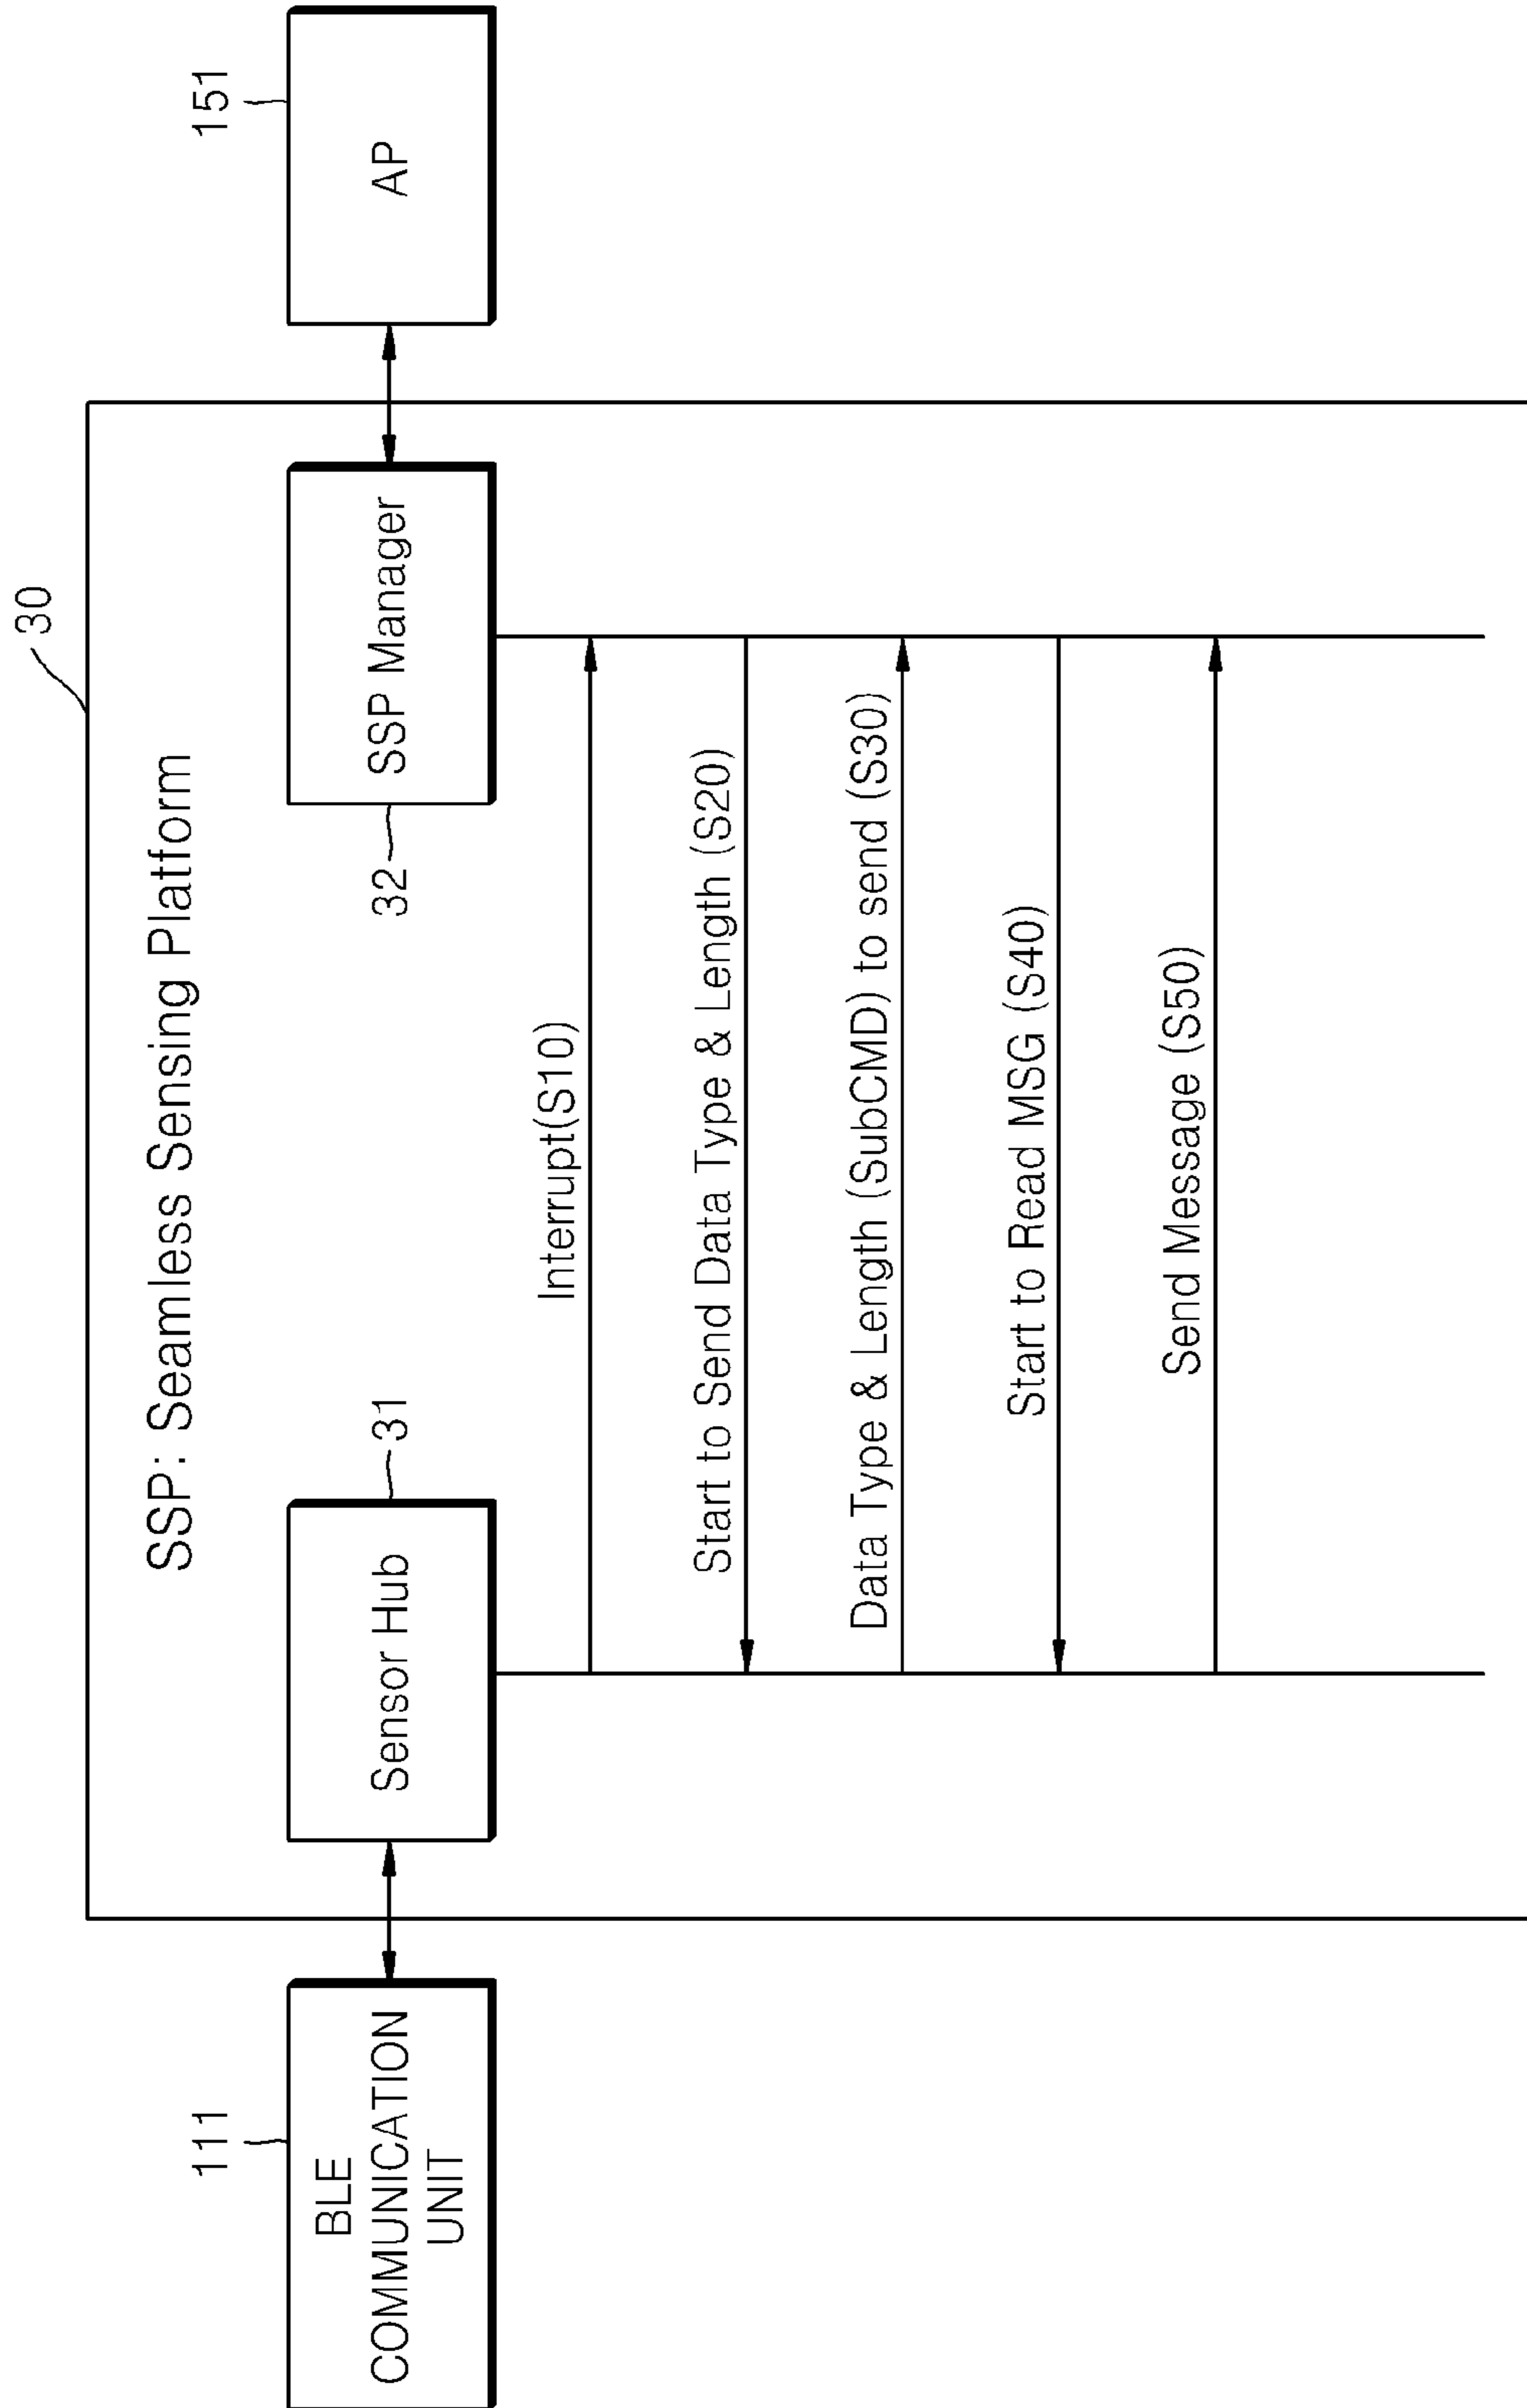 30
SSP: Seamless Sensing Platform
111
BLE
COMMUNICATION
UNIT
Sensor Hub
31
32
SSP Manager
151
AP
Interrupt(S10)
Start to Send Data Type & Length (S20)
Data Type & Length (SubCMD) to send (S30)
Start to Read MSG (S40)
Send Message (S50)